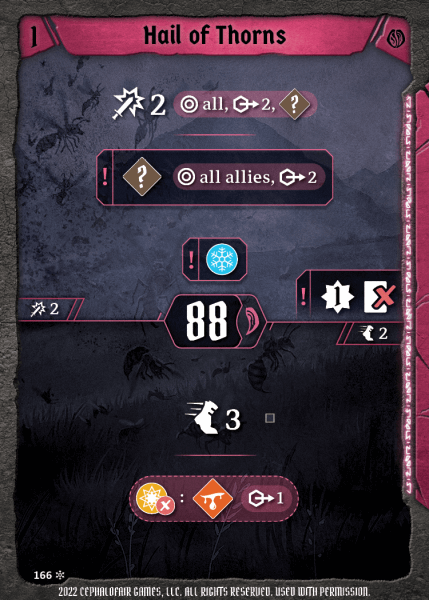 1 Hail of Thorns
2 all, 2, ?
! ? all allies, 2
!
! 1
2 88 2
3
: 1
166
2022 CEPHALOFAIR GAMES, LLC. ALL RIGHTS RESERVED. USED WITH PERMISSION.